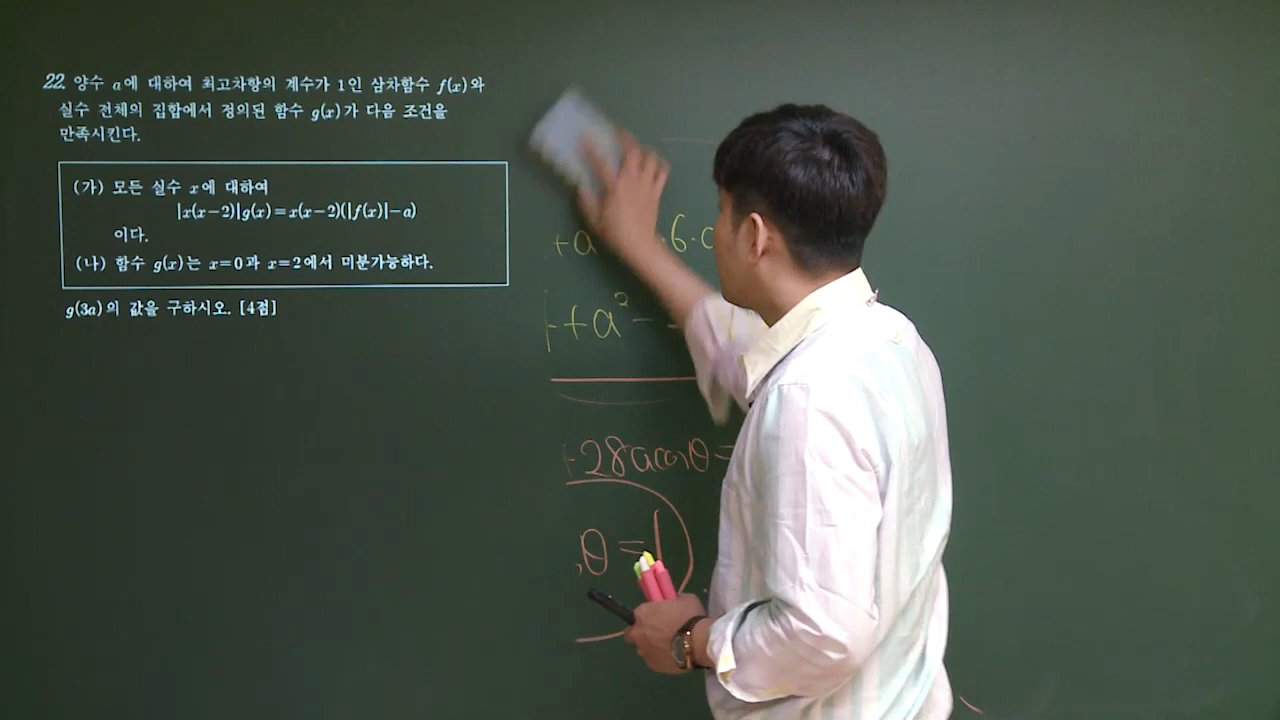 22. 양수 a에 대하여 최고차항의 계수가 1인 삼차함수 f(x)와
실수 전체의 집합에서 정의된 함수 g(x)가 다음 조건을
만족시킨다.
(가) 모든 실수 x에 대하여
|x(x-2)|g(x)=x(x-2)(|f(x)|-a)
이다.
(나) 함수 g(x)는 x=0과 x=2에서 미분가능하다.
g(3a)의 값을 구하시오. [4점]
+a
·6·c
+a²-
+28acosθ=
θ=1